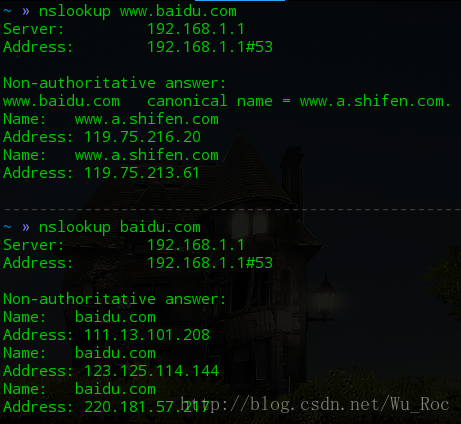 ~ » nslookup www.baidu.com
Server:         192.168.1.1
Address:        192.168.1.1#53
Non-authoritative answer:
www.baidu.com   canonical name = www.a.shifen.com.
Name:   www.a.shifen.com
Address: 119.75.216.20
Name:   www.a.shifen.com
Address: 119.75.213.61
~ » nslookup baidu.com
Server:         192.168.1.1
Address:        192.168.1.1#53
Non-authoritative answer:
Name:   baidu.com
Address: 111.13.101.208
Name:   baidu.com
Address: 123.125.114.144
Name:   baidu.com
Address: 220.181.57.217
http://blog.csdn.net/Wu_Roc